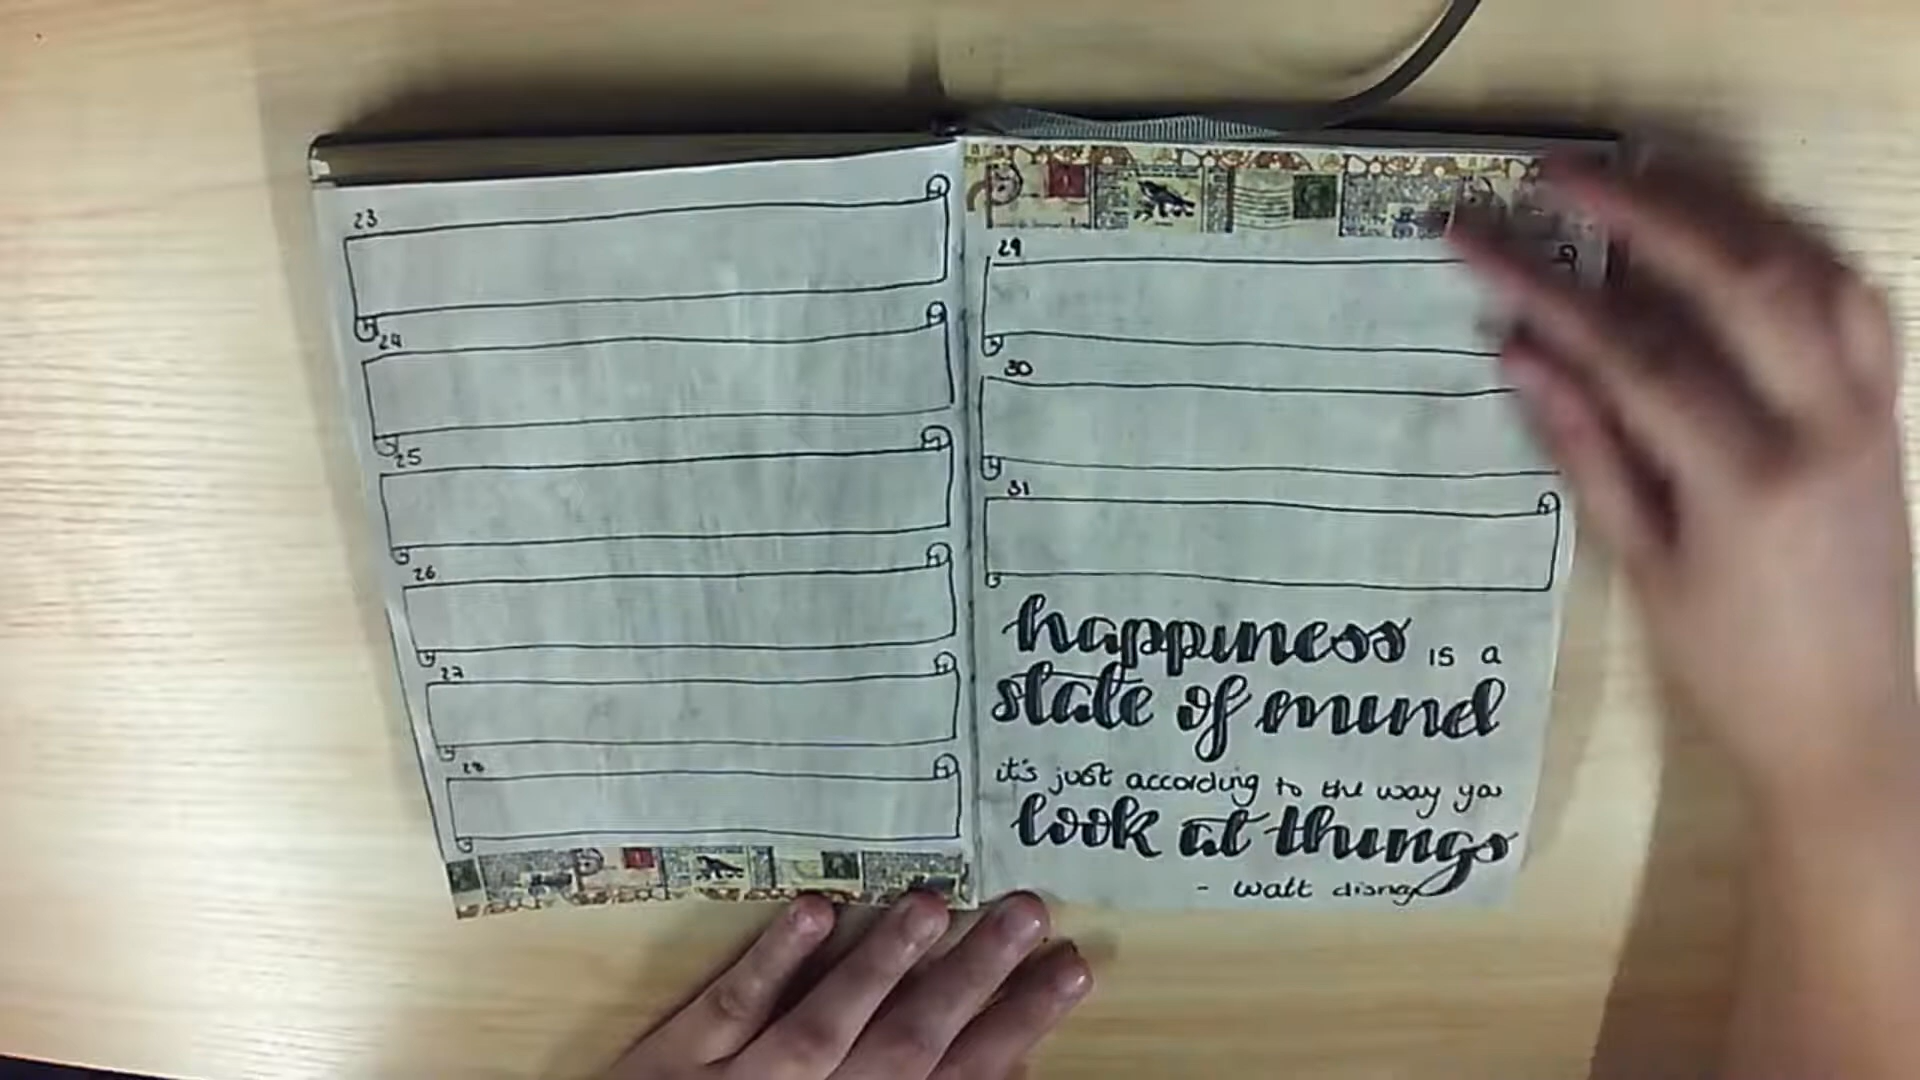 23
24
25
26
27
28
29
30
31
happiness is a
state of mind
it's just according to the way you
look at things
- walt disney